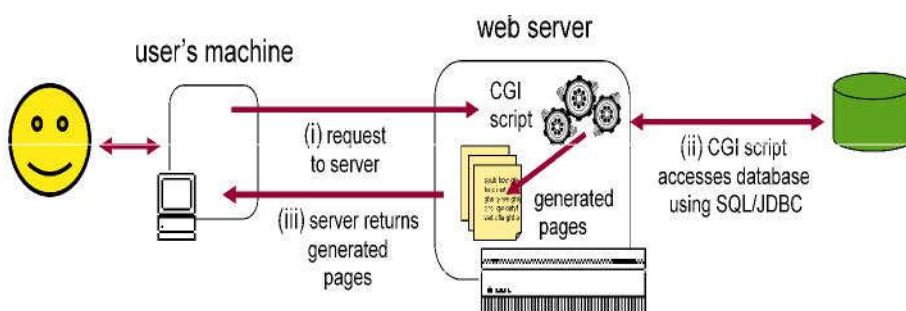 user's machine
web server
CGI
script
(i) request
to server
(ii) CGI script
accesses database
using SQL/JDBC
generated
pages
(iii) server returns
generated
pages